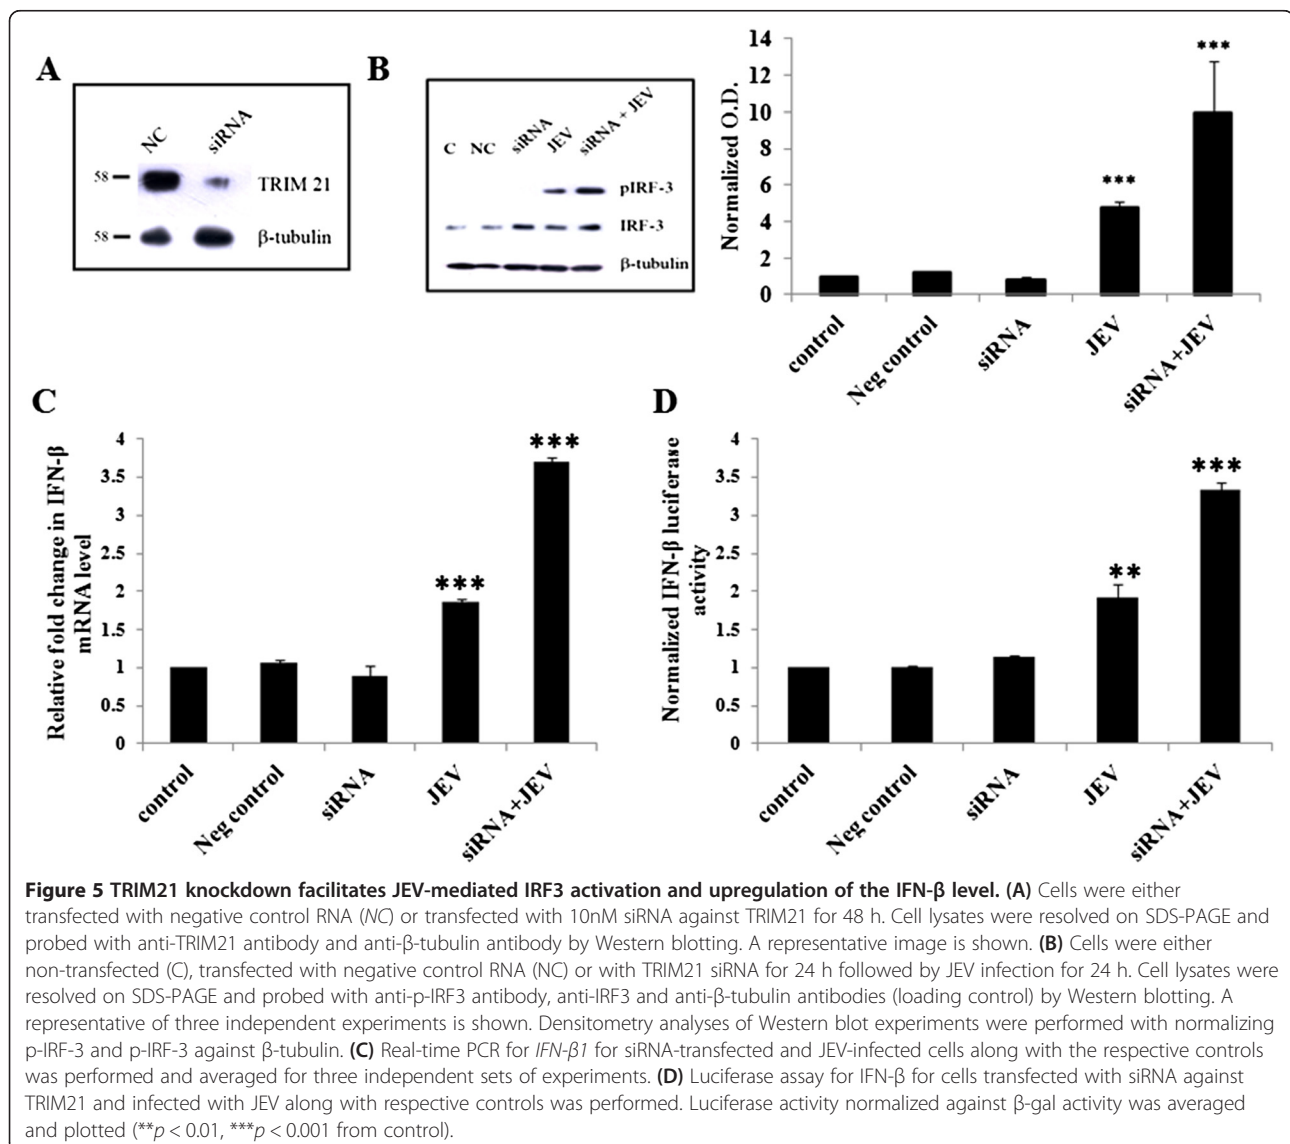 A
NC
siRNA
58
TRIM 21
58
β-tubulin
B
C NC siRNA JEV siRNA + JEV
pIRF-3
IRF-3
β-tubulin
Normalized O.D.
14
12
10
8
6
4
2
0
***
***
control
Neg control
siRNA
JEV
siRNA+JEV
C
Relative fold change in IFN-β
mRNA level
4
3.5
3
2.5
2
1.5
1
0.5
0
***
***
control
Neg control
siRNA
JEV
siRNA+JEV
D
Normalized IFN-β luciferase
activity
4
3.5
3
2.5
2
1.5
1
0.5
0
**
***
control
Neg control
siRNA
JEV
siRNA+JEV
Figure 5 TRIM21 knockdown facilitates JEV-mediated IRF3 activation and upregulation of the IFN-β level. (A) Cells were either
transfected with negative control RNA (NC) or transfected with 10nM siRNA against TRIM21 for 48 h. Cell lysates were resolved on SDS-PAGE and
probed with anti-TRIM21 antibody and anti-β-tubulin antibody by Western blotting. A representative image is shown. (B) Cells were either
non-transfected (C), transfected with negative control RNA (NC) or with TRIM21 siRNA for 24 h followed by JEV infection for 24 h. Cell lysates were
resolved on SDS-PAGE and probed with anti-p-IRF3 antibody, anti-IRF3 and anti-β-tubulin antibodies (loading control) by Western blotting. A
representative of three independent experiments is shown. Densitometry analyses of Western blot experiments were performed with normalizing
p-IRF-3 and p-IRF-3 against β-tubulin. (C) Real-time PCR for IFN-β1 for siRNA-transfected and JEV-infected cells along with the respective controls
was performed and averaged for three independent sets of experiments. (D) Luciferase assay for IFN-β for cells transfected with siRNA against
TRIM21 and infected with JEV along with respective controls was performed. Luciferase activity normalized against β-gal activity was averaged
and plotted (**p < 0.01, ***p < 0.001 from control).